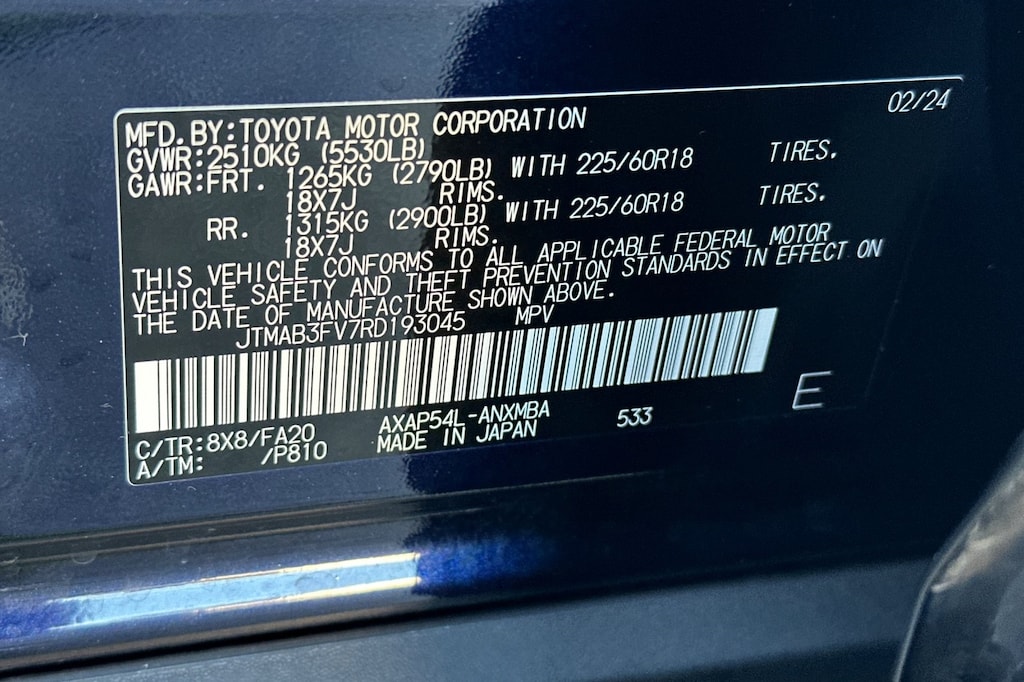 02/24
MFD. BY: TOYOTA MOTOR CORPORATION
GVWR: 2510KG (5530LB)
GAWR: FRT. 1265KG (2790LB) WITH 225/60R18 TIRES.
18X7J RIMS.
RR. 1315KG (2900LB) WITH 225/60R18 TIRES.
18X7J RIMS.
THIS VEHICLE CONFORMS TO ALL APPLICABLE FEDERAL MOTOR
VEHICLE SAFETY AND THEFT PREVENTION STANDARDS IN EFFECT ON
THE DATE OF MANUFACTURE SHOWN ABOVE.
JTMAB3FV7RD193045 MPV
E
C/TR: 8X8/FA20 AXAP54L-ANXMBA 533
A/TM: /P810 MADE IN JAPAN